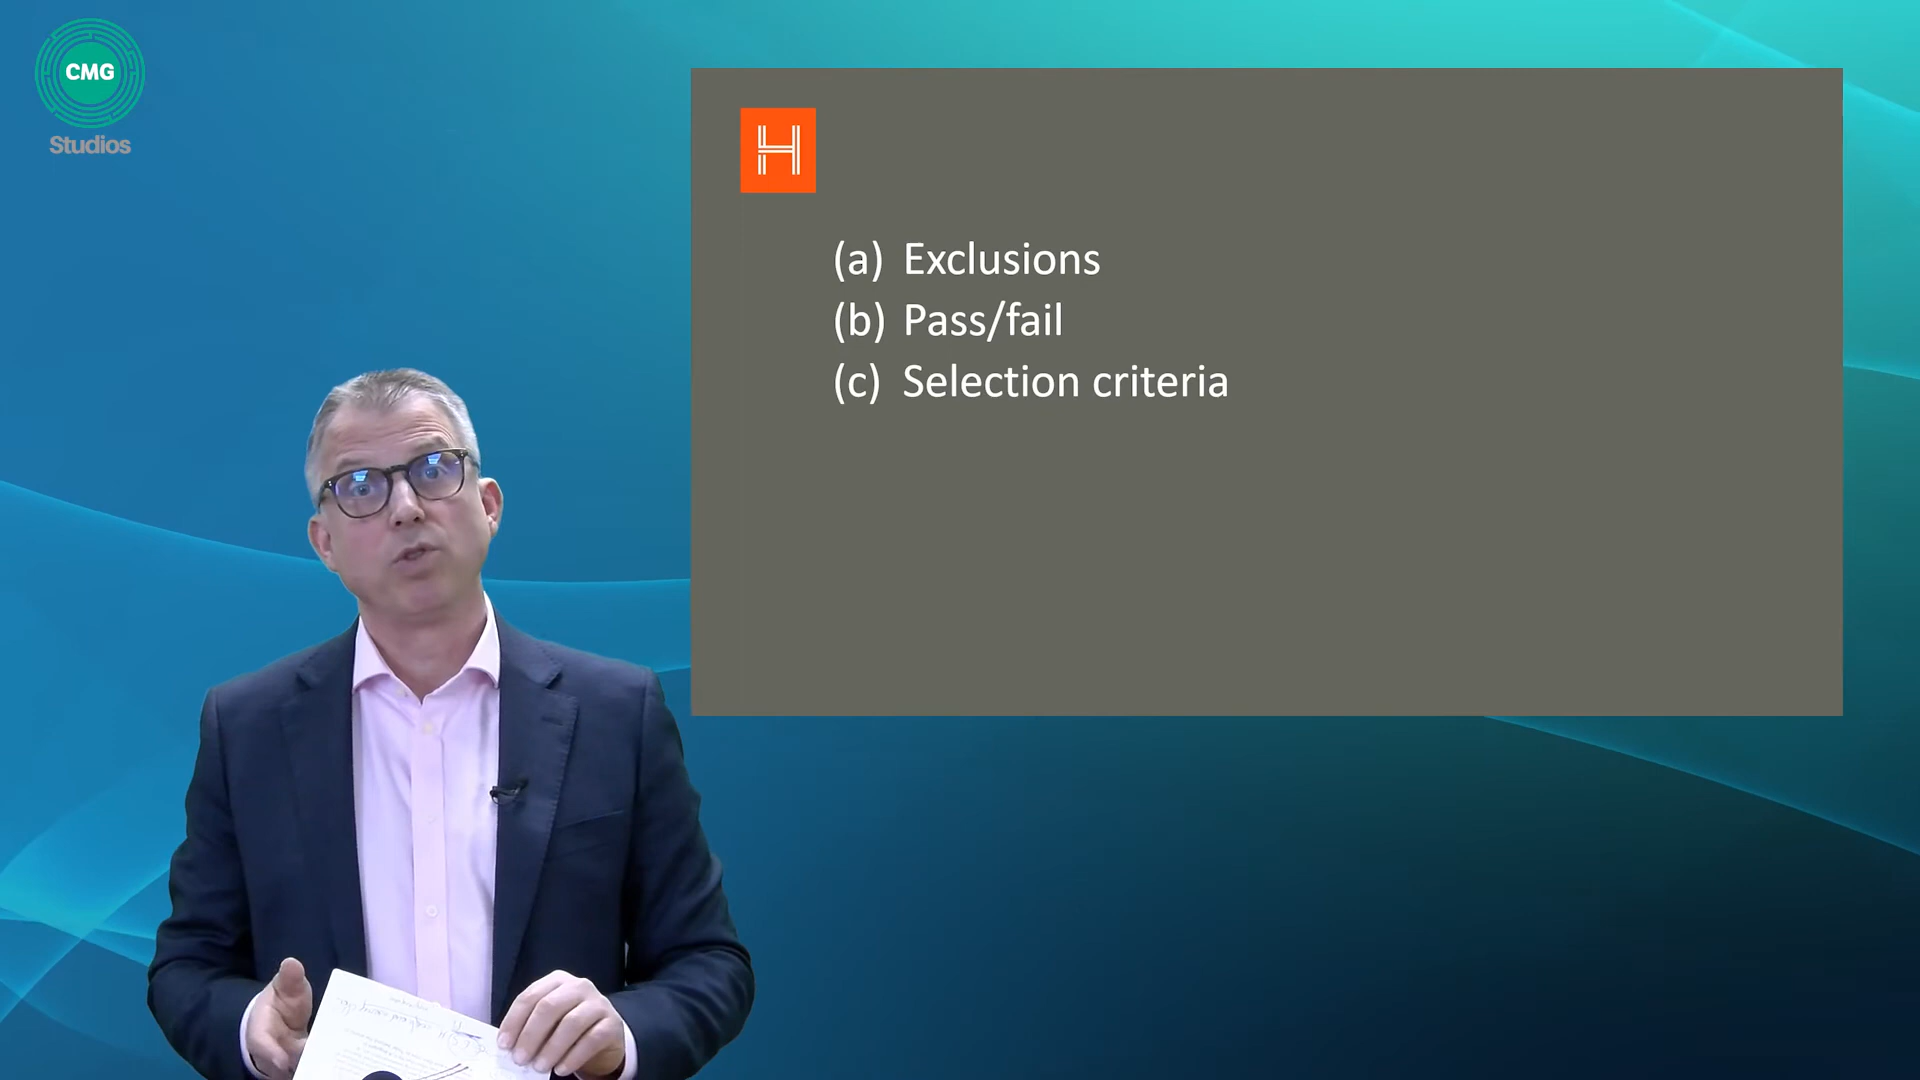 CMG
Studios
H
(a) Exclusions
(b) Pass/fail
(c) Selection criteria